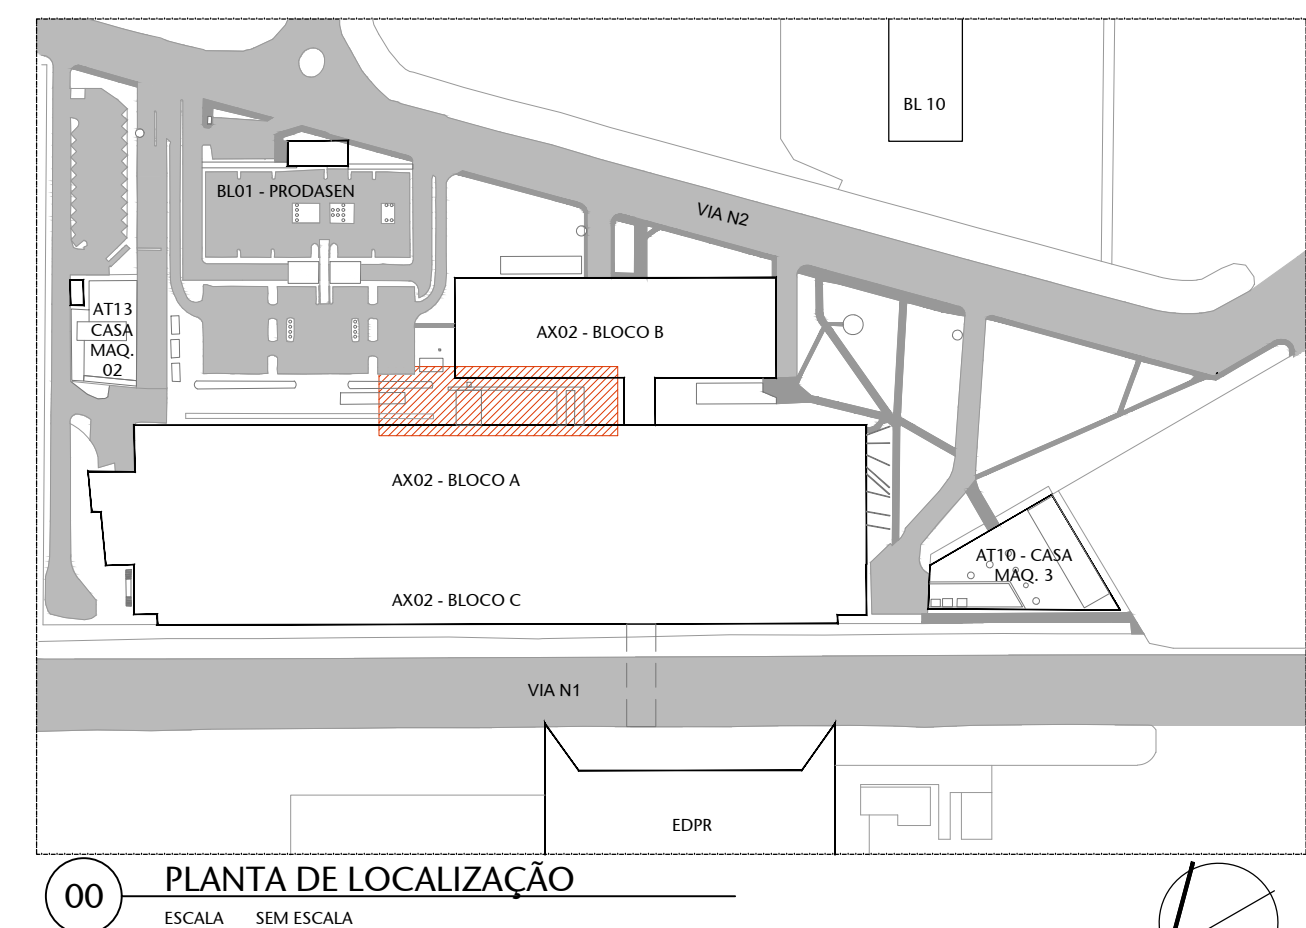 BL 10
BL01 - PRODASEN
VIA N2
AT13
CASA
MAQ.
02
AX02 - BLOCO B
AX02 - BLOCO A
AT10 - CASA
MAQ. 3
AX02 - BLOCO C
VIA N1
EDPR
00
PLANTA DE LOCALIZAÇÃO
ESCALA SEM ESCALA